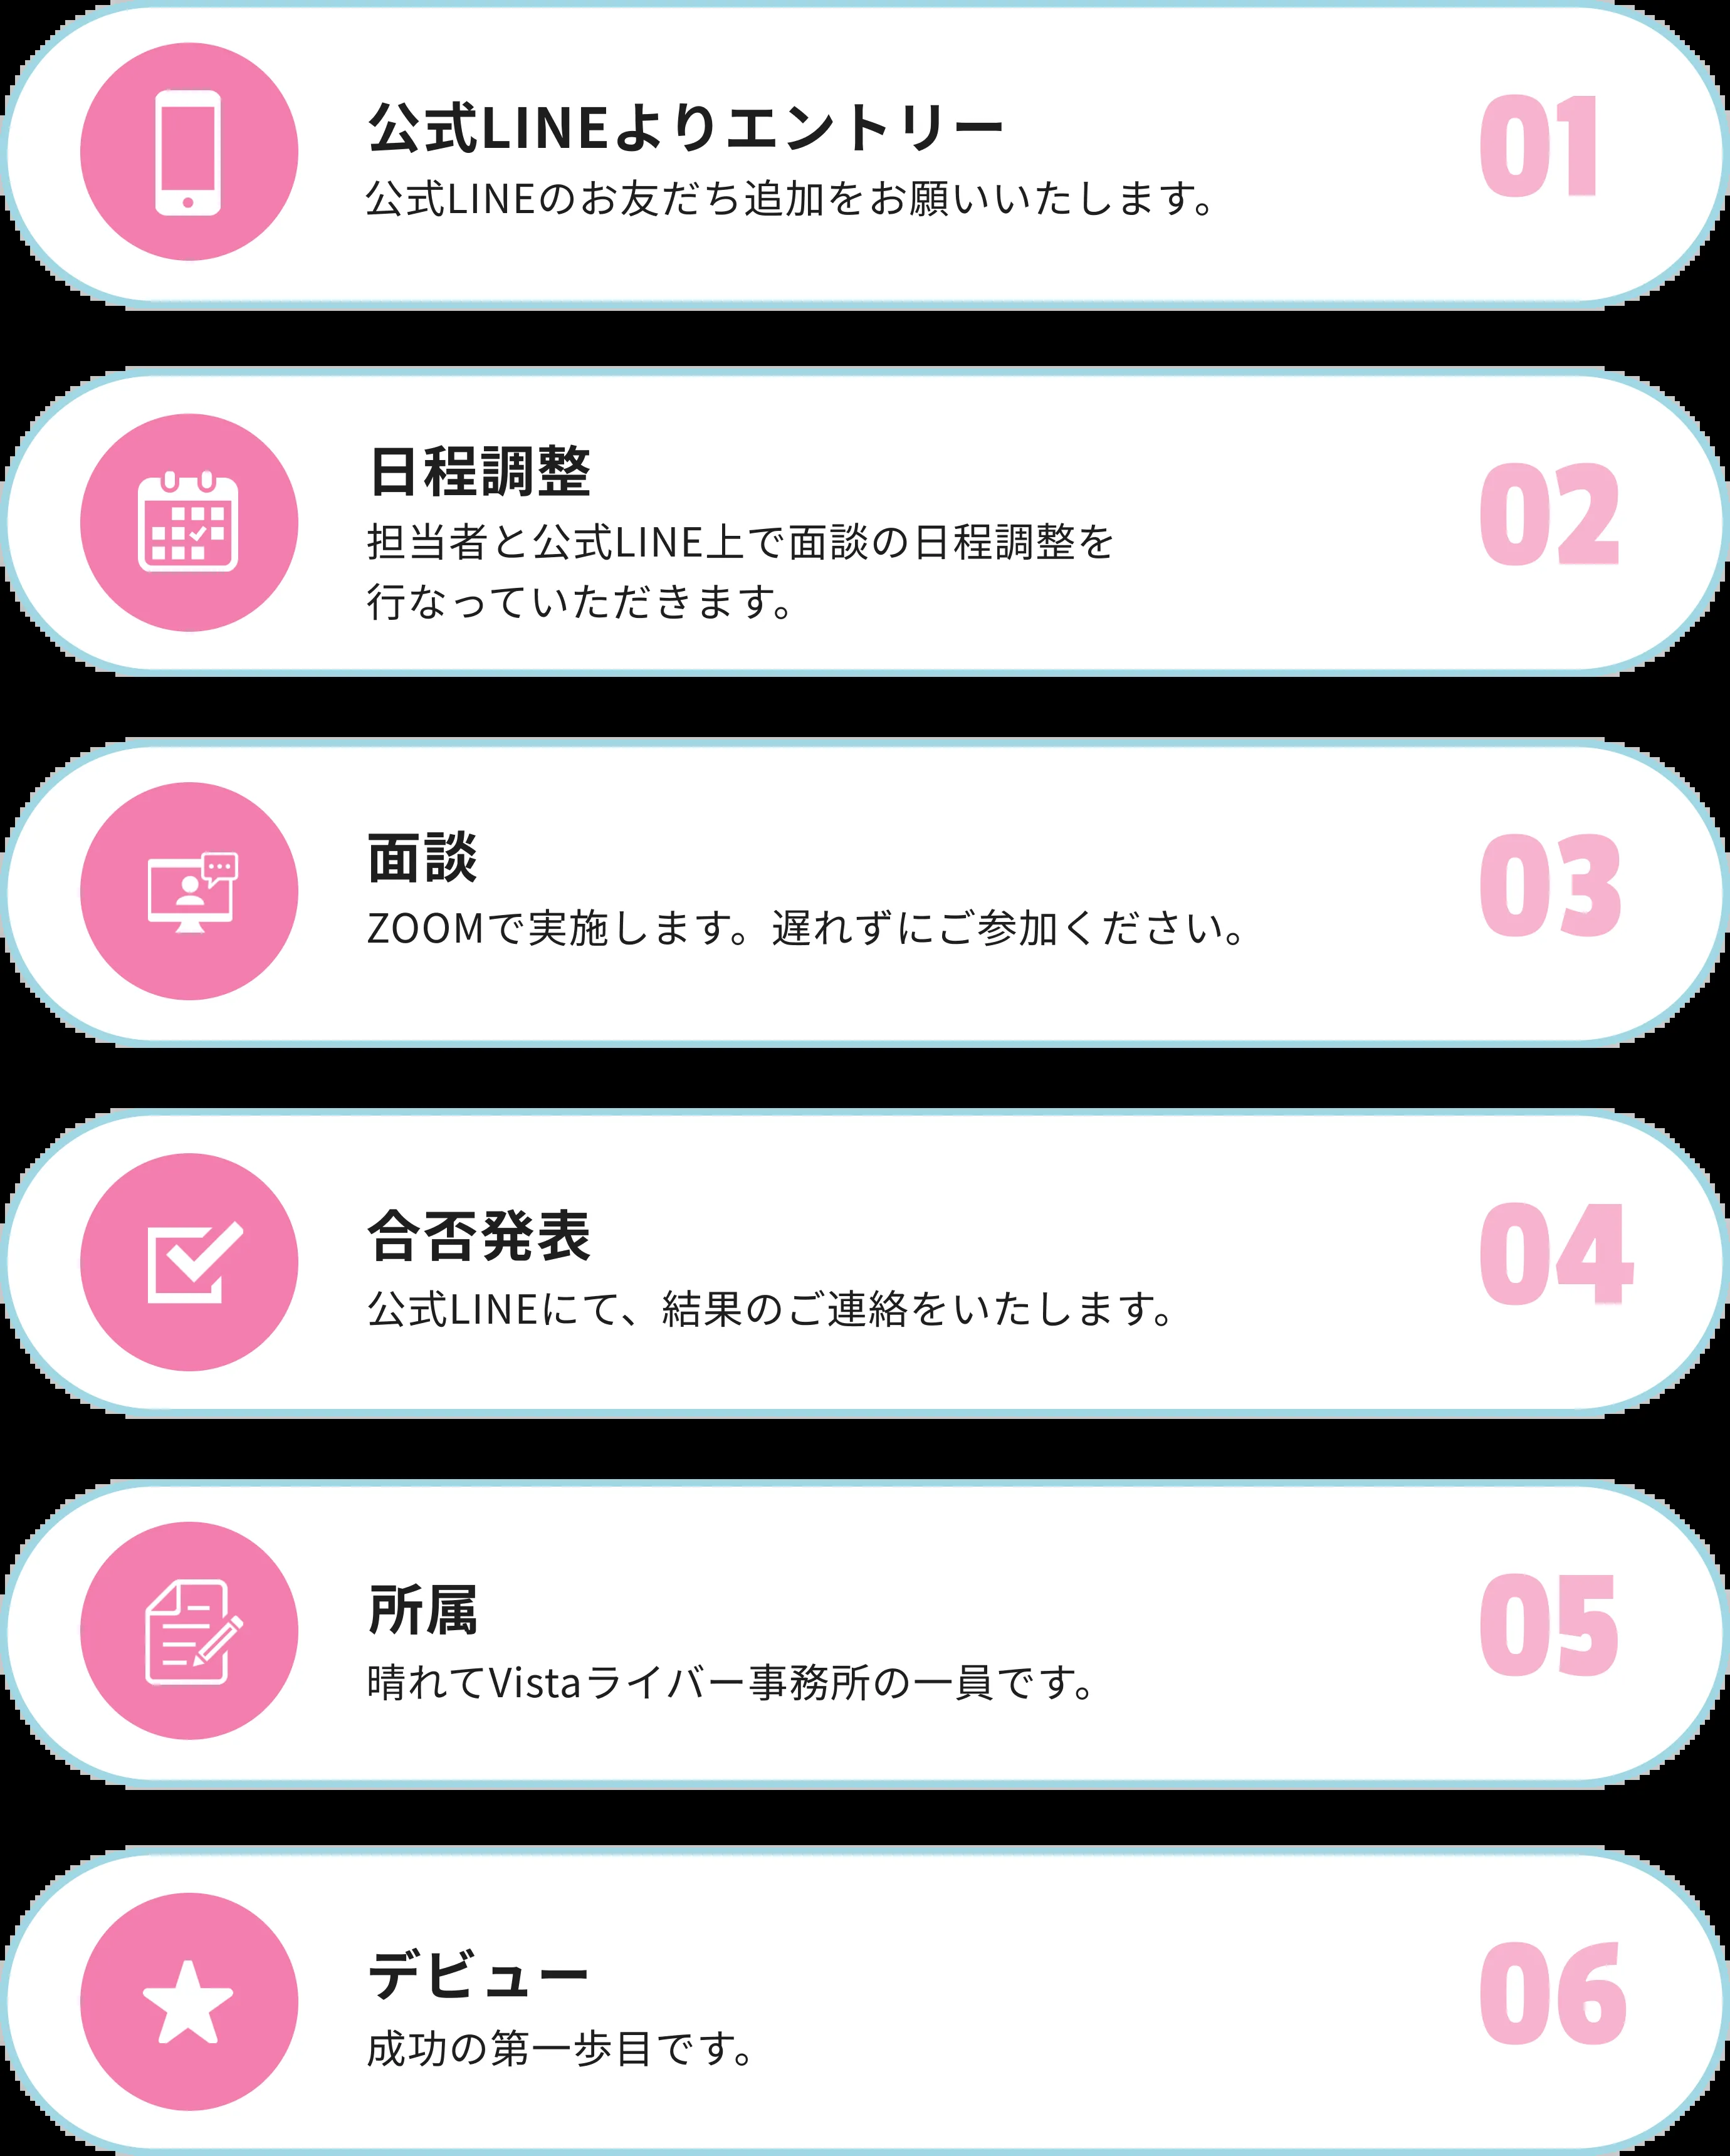 公式LINEよりエントリー
公式LINEのお友だち追加をお願いいたします。
01
日程調整
担当者と公式LINE上で面談の日程調整を
行なっていただきます。
02
面談
ZOOMで実施します。遅れずにご参加ください。
03
合否発表
公式LINEにて、結果のご連絡をいたします。
04
所属
晴れてVistaライバー事務所の一員です。
05
デビュー
成功の第一歩目です。
06